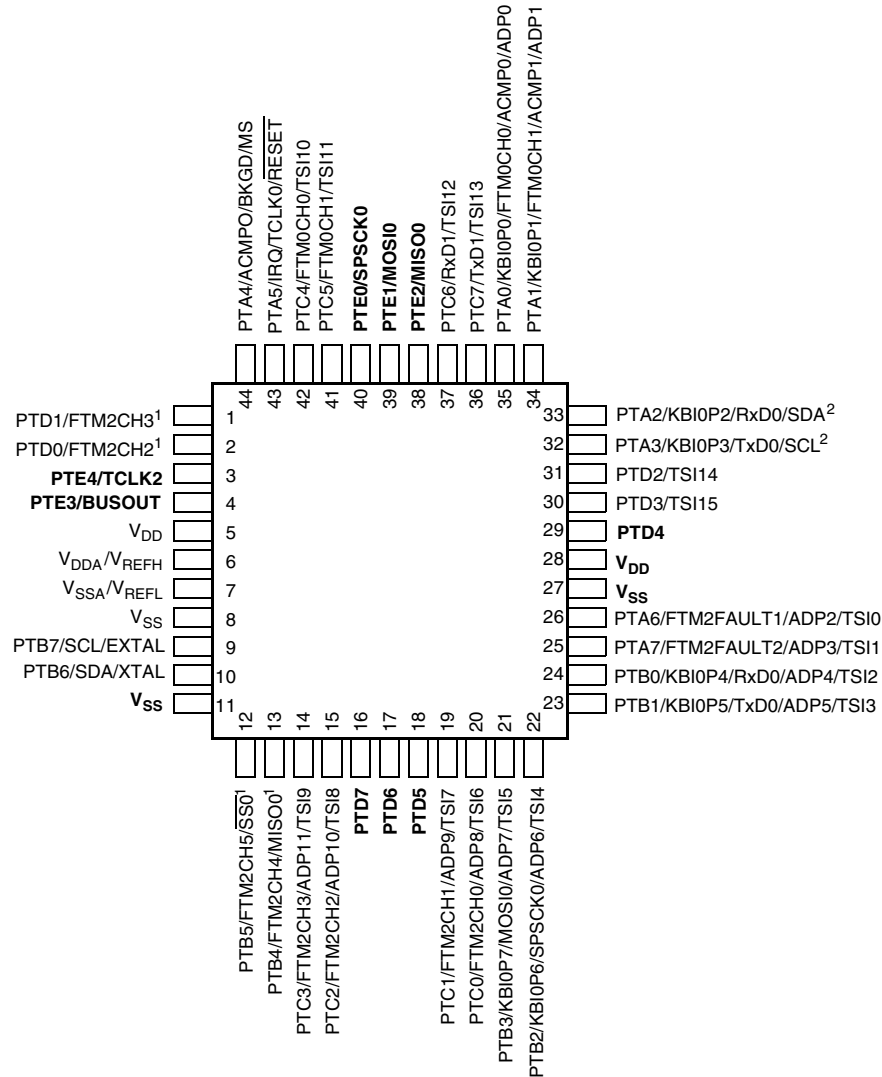 PTA4/ACMPO/BKGD/MS
PTA5/IRQ/TCLK0/RESET
PTC4/FTM0CH0/TSI10
PTC5/FTM0CH1/TSI11
PTE0/SPSCK0
PTE1/MOSI0
PTE2/MISO0
PTC6/RxD1/TSI12
PTC7/TxD1/TSI13
PTA0/KBI0P0/FTM0CH0/ACMP0/ADP0
PTA1/KBI0P1/FTM0CH1/ACMP1/ADP1
44 43 42 41 40 39 38 37 36 35 34
PTD1/FTM2CH3¹ 1
PTD0/FTM2CH2¹ 2
PTE4/TCLK2 3
PTE3/BUSOUT 4
VDD 5
VDDA/VREFH 6
VSSA/VREFL 7
VSS 8
PTB7/SCL/EXTAL 9
PTB6/SDA/XTAL 10
VSS 11
33 PTA2/KBI0P2/RxD0/SDA²
32 PTA3/KBI0P3/TxD0/SCL²
31 PTD2/TSI14
30 PTD3/TSI15
29 PTD4
28 VDD
27 VSS
26 PTA6/FTM2FAULT1/ADP2/TSI0
25 PTA7/FTM2FAULT2/ADP3/TSI1
24 PTB0/KBI0P4/RxD0/ADP4/TSI2
23 PTB1/KBI0P5/TxD0/ADP5/TSI3
12 13 14 15 16 17 18 19 20 21 22
PTB5/FTM2CH5/SS0¹
PTB4/FTM2CH4/MISO0¹
PTC3/FTM2CH3/ADP11/TSI9
PTC2/FTM2CH2/ADP10/TSI8
PTD7
PTD6
PTD5
PTC1/FTM2CH1/ADP9/TSI7
PTC0/FTM2CH0/ADP8/TSI6
PTB3/KBI0P7/MOSI0/ADP7/TSI5
PTB2/KBI0P6/SPSCK0/ADP6/TSI4